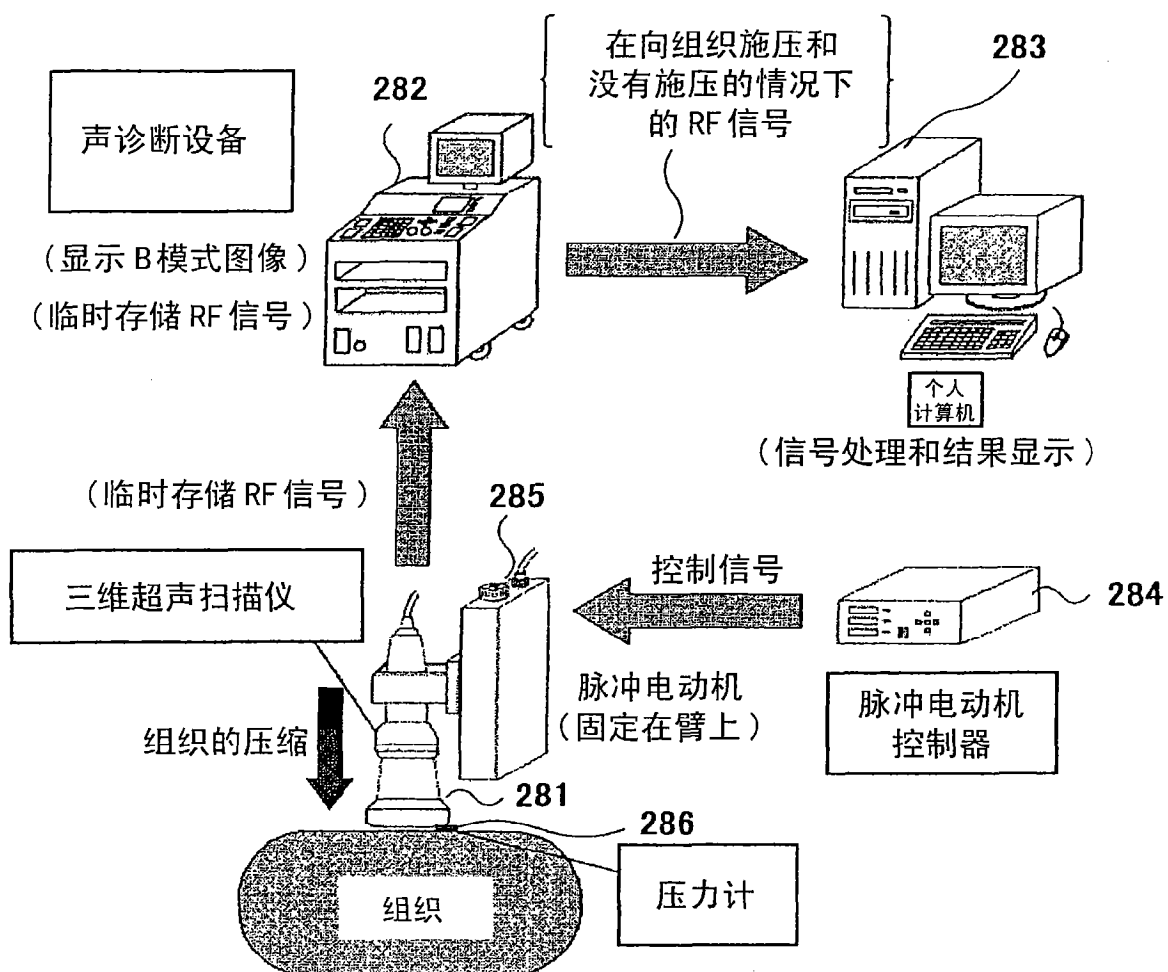 声诊断设备
282
在向组织施压和
没有施压的情况下
的 RF 信号
283
（显示 B 模式图像）
（临时存储 RF 信号）
个人
计算机
（信号处理和结果显示）
（临时存储 RF 信号）
285
三维超声扫描仪
控制信号
284
脉冲电动机
（固定在臂上）
脉冲电动机
控制器
组织的压缩
281
286
组织
压力计